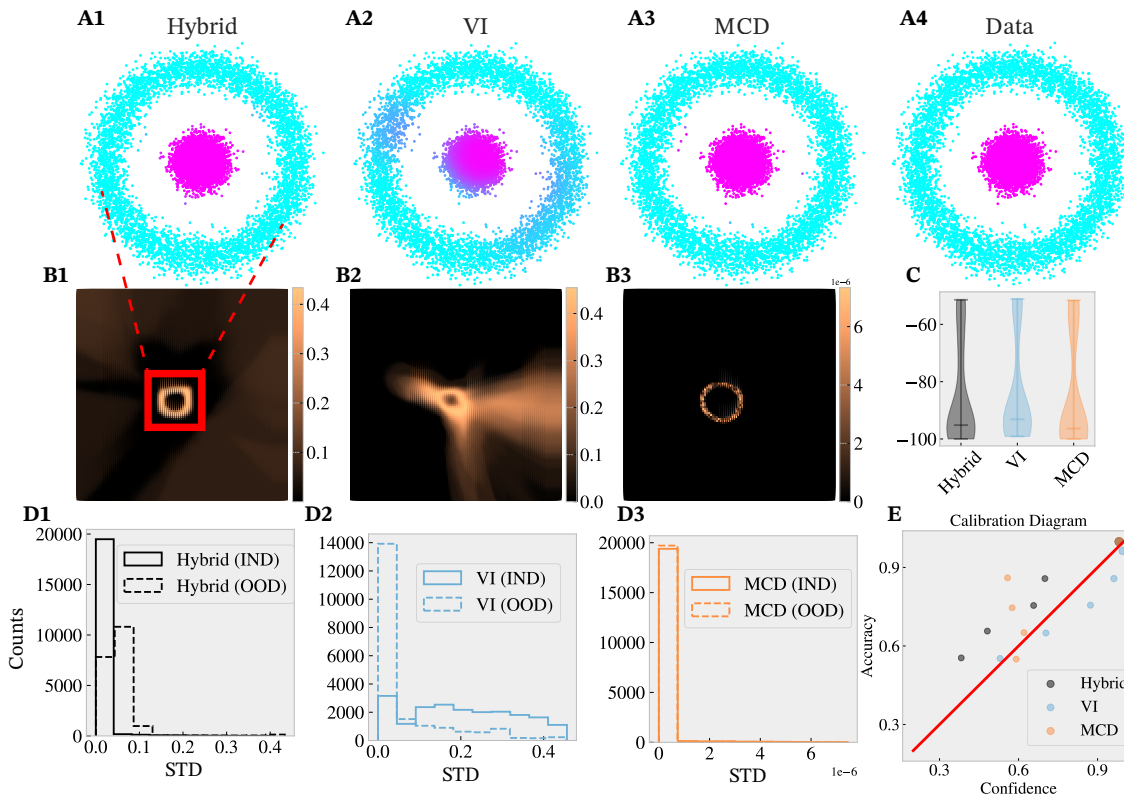 A1 Hybrid
A2 VI
A3 MCD
A4 Data
B1
0.4
0.3
0.2
0.1
B2
0.4
0.3
0.2
0.1
0.0
B3
1e−6
6
4
2
0
C
−60
−80
−100
Hybrid
VI
MCD
D1
20000
15000
10000
5000
0
Counts
Hybrid (IND)
Hybrid (OOD)
0.0 0.1 0.2 0.3 0.4
STD
D2
14000
12000
10000
8000
6000
4000
2000
0
VI (IND)
VI (OOD)
0.0 0.2 0.4
STD
D3
20000
15000
10000
5000
0
MCD (IND)
MCD (OOD)
0 2 4 6
STD
1e−6
E
Calibration Diagram
0.9
0.6
0.3
Accuracy
Hybrid
VI
MCD
0.3 0.6 0.9
Confidence